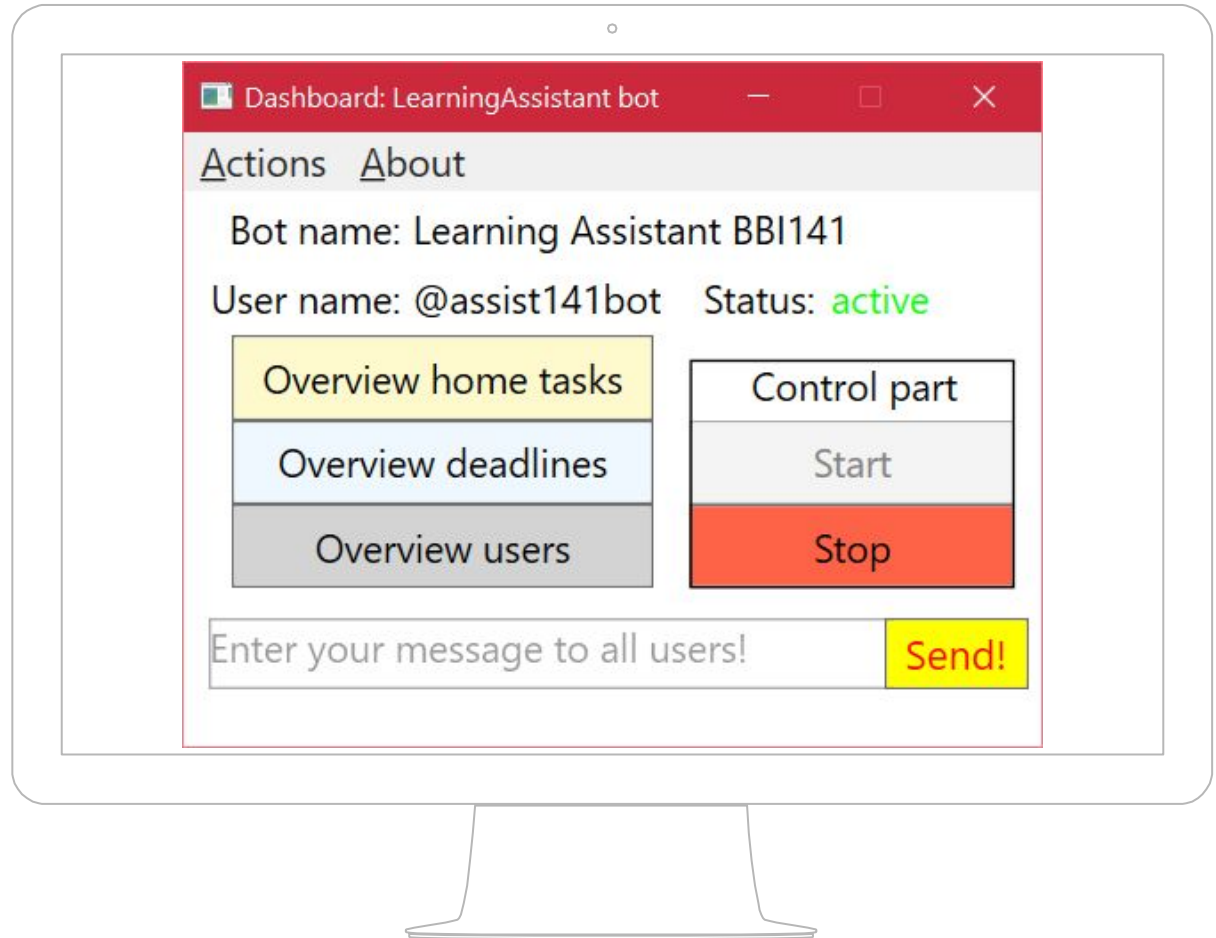 Dashboard: LearningAssistant bot
Actions About
Bot name: Learning Assistant BBI141
User name: @assist141bot Status: active
Overview home tasks
Overview deadlines
Overview users
Control part
Start
Stop
Enter your message to all users!
Send!